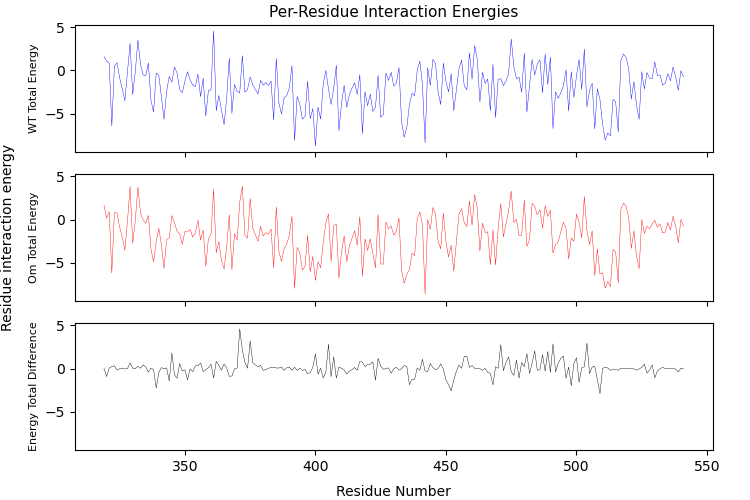 Per-Residue Interaction Energies
Residue interaction energy
WT Total Energy
5
0
−5
Om Total Energy
5
0
−5
Energy Total Difference
5
0
−5
350
400
450
500
550
Residue Number